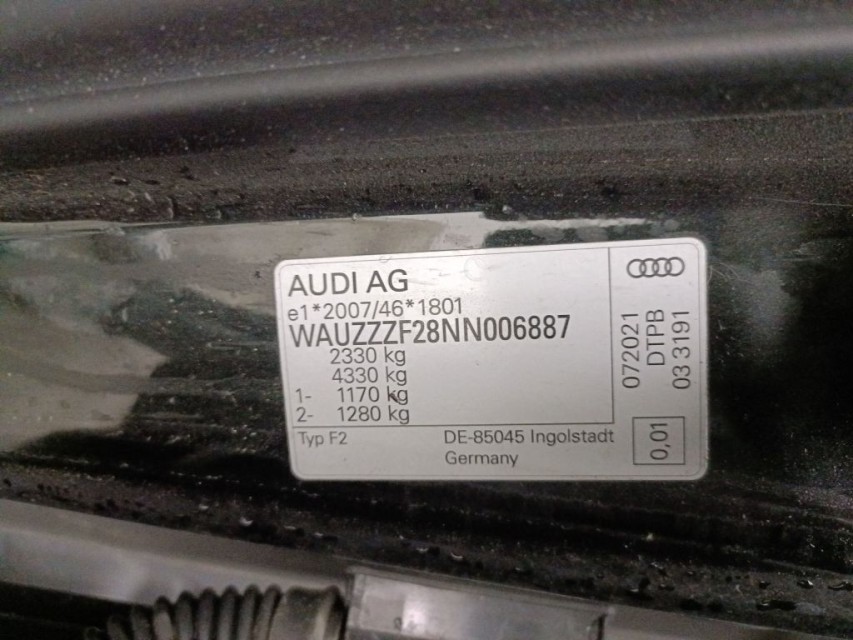 AUDI AG
e1*2007/46*1801
WAUZZZF28NN006887
2330 kg
4330 kg
1- 1170 kg
2- 1280 kg
Typ F2
DE-85045 Ingolstadt
Germany
072021
DTPB
03 3191
0,01